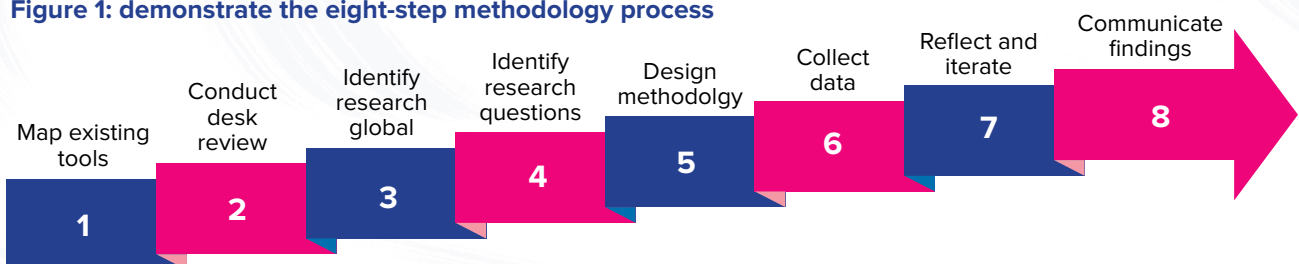 Figure 1: demonstrate the eight-step methodology process
Map existing
tools
1
Conduct
desk
review
2
Identify
research
global
3
Identify
research
questions
4
Design
methodolgy
5
Collect
data
6
Reflect and
iterate
7
Communicate
findings
8